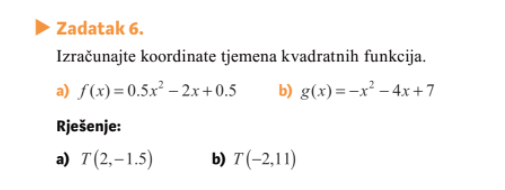 ▶ Zadatak 6.
Izračunajte koordinate tjemena kvadratnih funkcija.
a) f(x)=0.5x²−2x+0.5 b) g(x)=−x²−4x+7
Rješenje:
a) T(2,−1.5) b) T(−2,11)